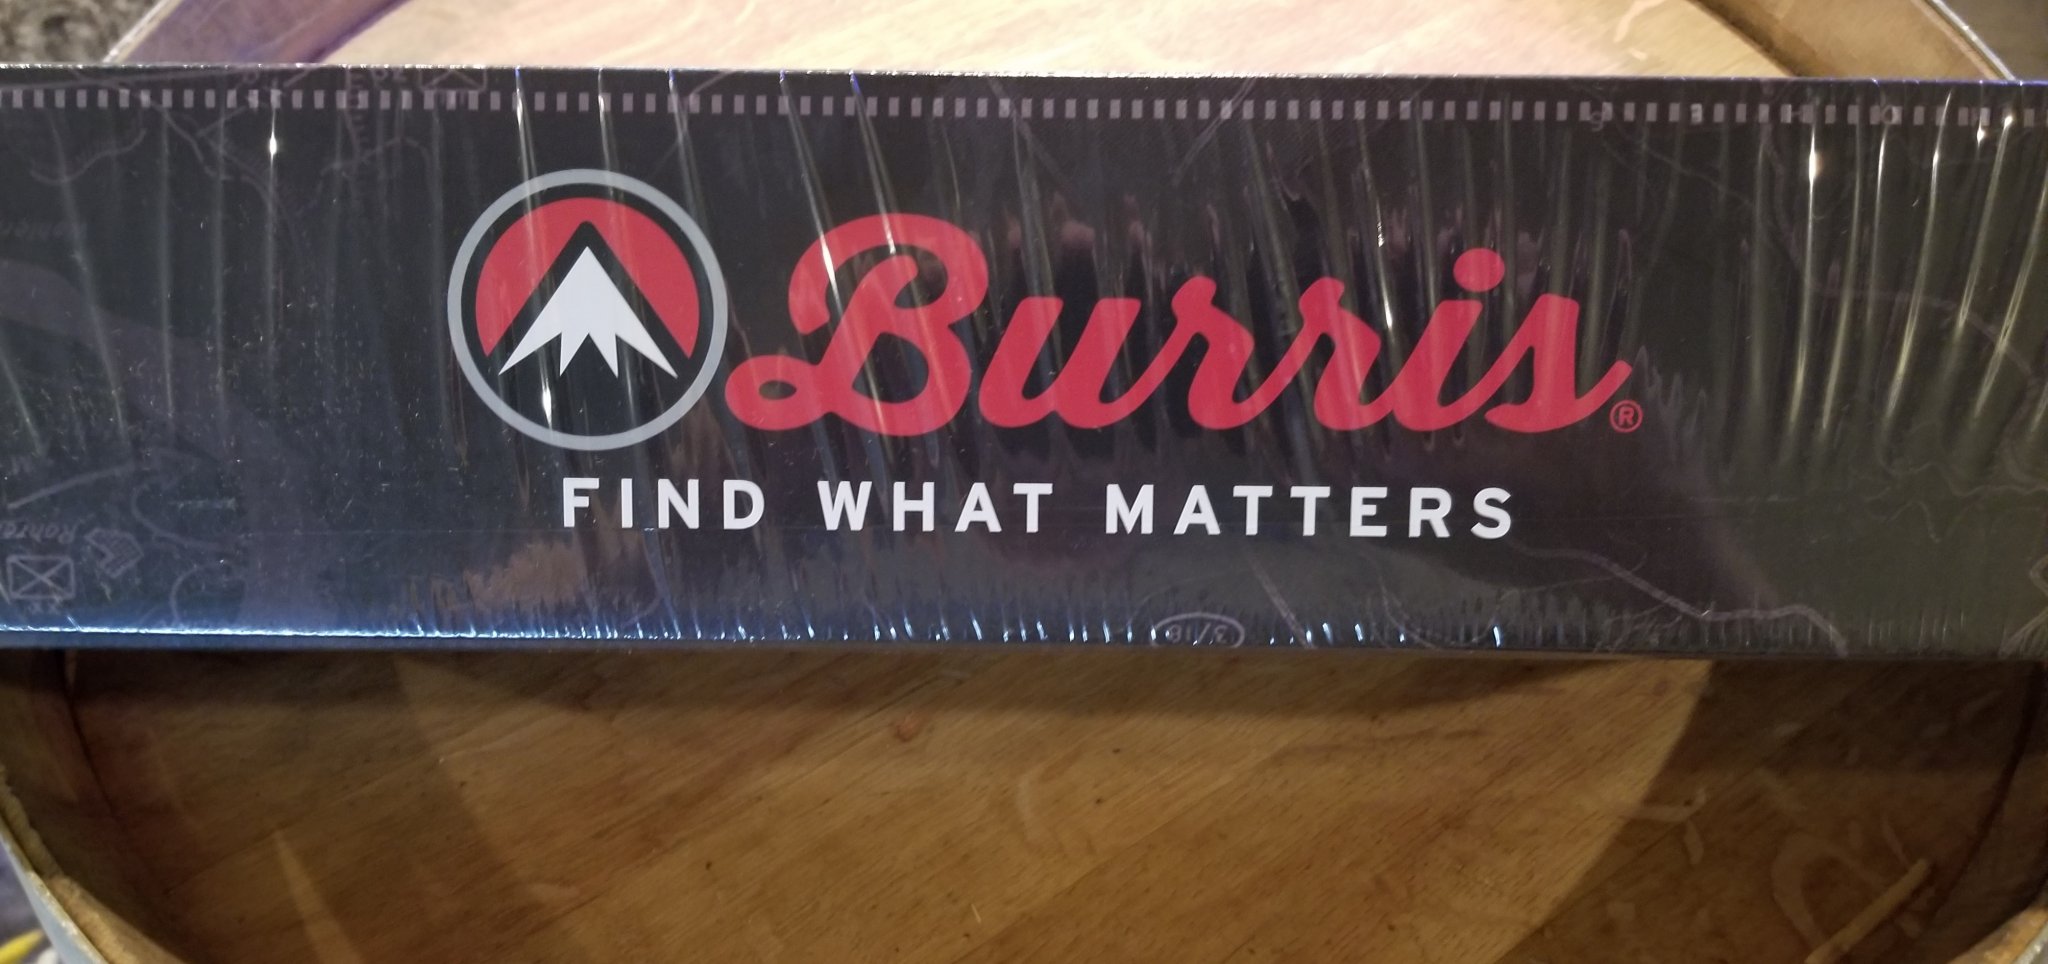 Burris®
FIND WHAT MATTERS